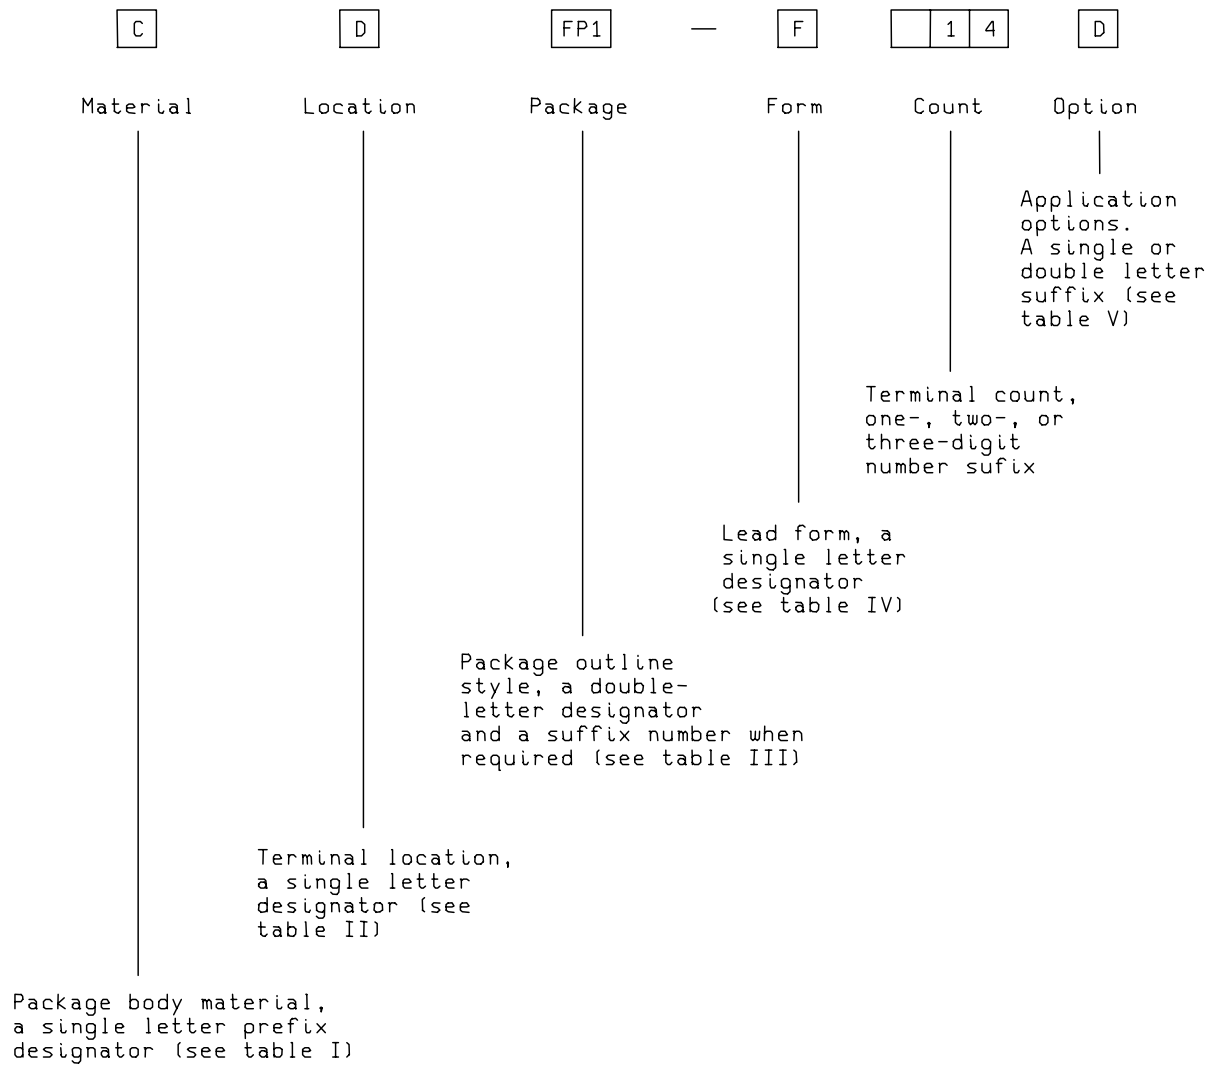 C D FP1 — F 1 4 D
Material Location Package Form Count Option
Application
options.
A single or
double letter
suffix (see
table V)
Terminal count,
one-, two-, or
three-digit
number sufix
Lead form, a
single letter
designator
(see table IV)
Package outline
style, a double-
letter designator
and a suffix number when
required (see table III)
Terminal location,
a single letter
designator (see
table II)
Package body material,
a single letter prefix
designator (see table I)